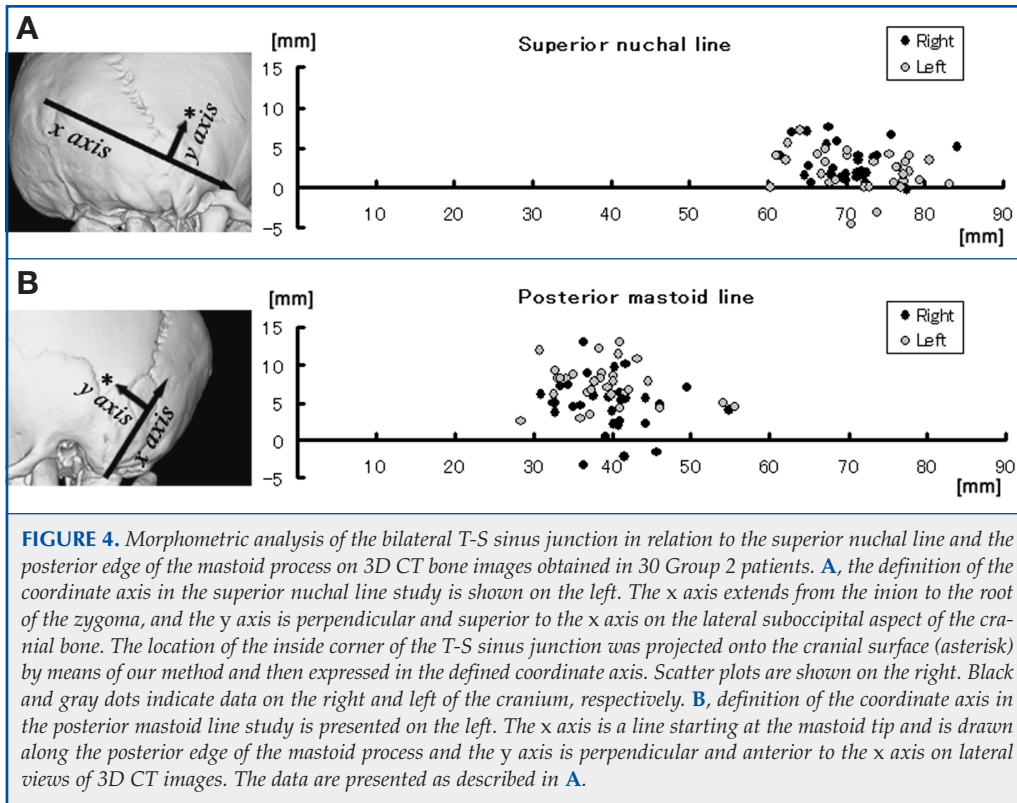 A
[mm]
Superior nuchal line
Right
Left
15
10
5
0
-5
10
20
30
40
50
60
70
80
90
[mm]
x axis
*
y axis
B
[mm]
Posterior mastoid line
Right
Left
15
10
5
0
-5
10
20
30
40
50
60
70
80
90
[mm]
*
y axis
x axis
FIGURE 4. Morphometric analysis of the bilateral T-S sinus junction in relation to the superior nuchal line and the
posterior edge of the mastoid process on 3D CT bone images obtained in 30 Group 2 patients. A, the definition of the
coordinate axis in the superior nuchal line study is shown on the left. The x axis extends from the inion to the root
of the zygoma, and the y axis is perpendicular and superior to the x axis on the lateral suboccipital aspect of the cra-
nial bone. The location of the inside corner of the T-S sinus junction was projected onto the cranial surface (asterisk)
by means of our method and then expressed in the defined coordinate axis. Scatter plots are shown on the right. Black
and gray dots indicate data on the right and left of the cranium, respectively. B, definition of the coordinate axis in
the posterior mastoid line study is presented on the left. The x axis is a line starting at the mastoid tip and is drawn
along the posterior edge of the mastoid process and the y axis is perpendicular and anterior to the x axis on lateral
views of 3D CT images. The data are presented as described in A.